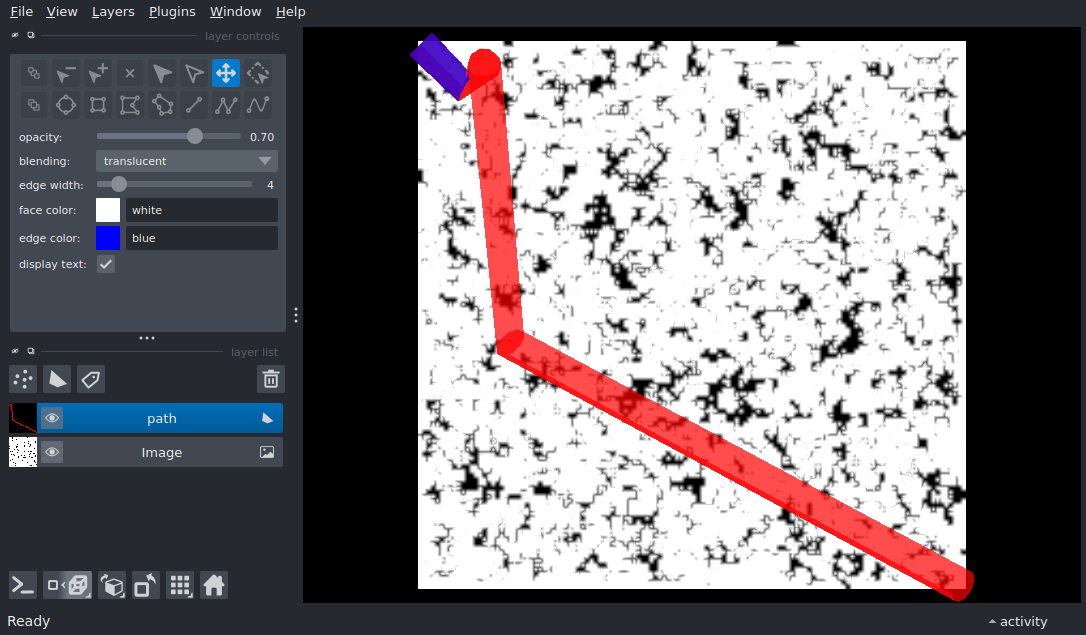 File View Layers Plugins Window Help
layer controls
opacity: 0.70
blending: translucent
edge width: 4
face color: white
edge color: blue
display text:
layer list
path
Image
Ready activity